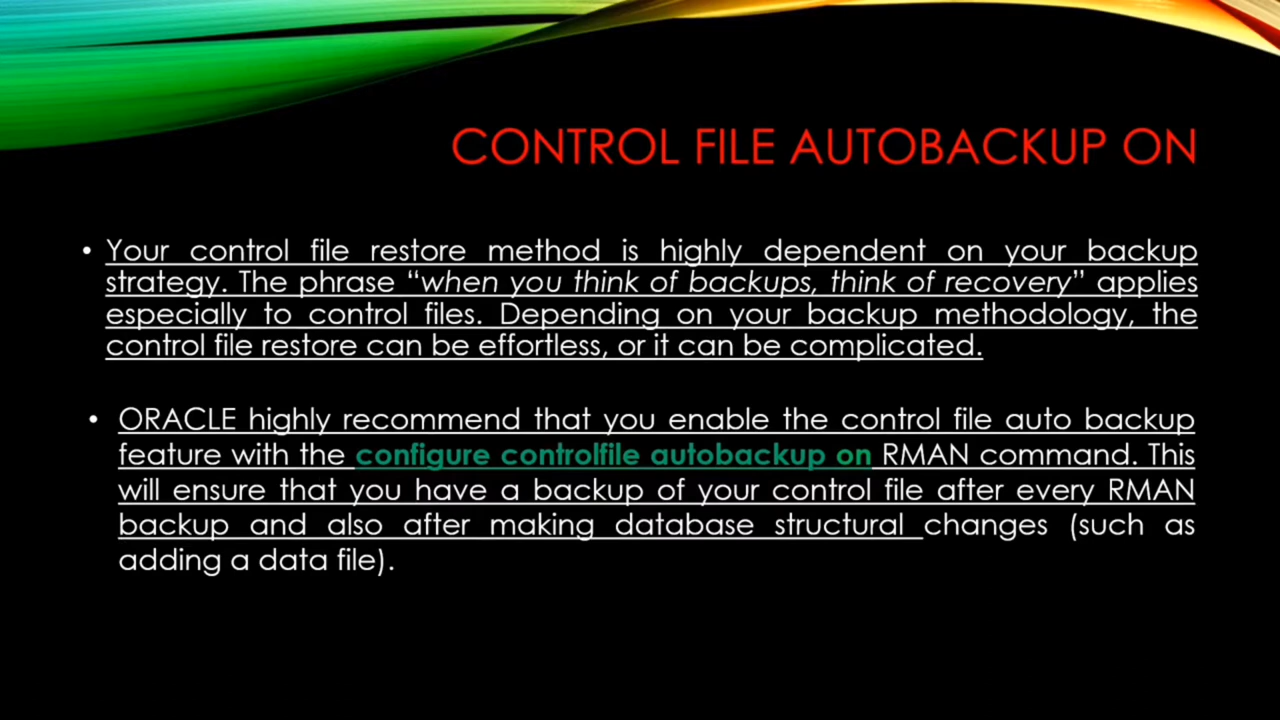 CONTROL FILE AUTOBACKUP ON
• Your control file restore method is highly dependent on your backup
strategy. The phrase “when you think of backups, think of recovery” applies
especially to control files. Depending on your backup methodology, the
control file restore can be effortless, or it can be complicated.
• ORACLE highly recommend that you enable the control file auto backup
feature with the configure controlfile autobackup on RMAN command. This
will ensure that you have a backup of your control file after every RMAN
backup and also after making database structural changes (such as
adding a data file).